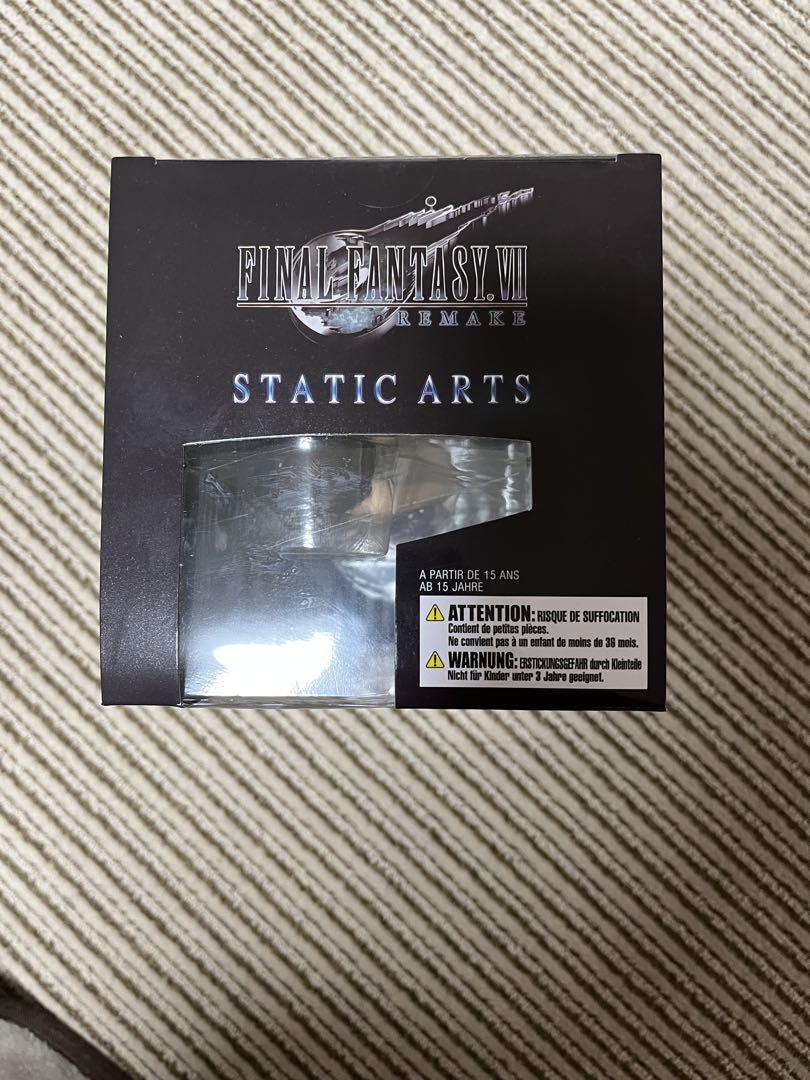 FINAL FANTASY. VII
REMAKE
STATIC ARTS
A PARTIR DE 15 ANS
AB 15 JAHRE
ATTENTION: RISQUE DE SUFFOCATION
Contient de petites pièces.
Ne convient pas à un enfant de moins de 36 mois.
WARNUNG: ERSTICKUNGSGEFAHR durch Kleinteile
Nicht für Kinder unter 3 Jahre geeignet.